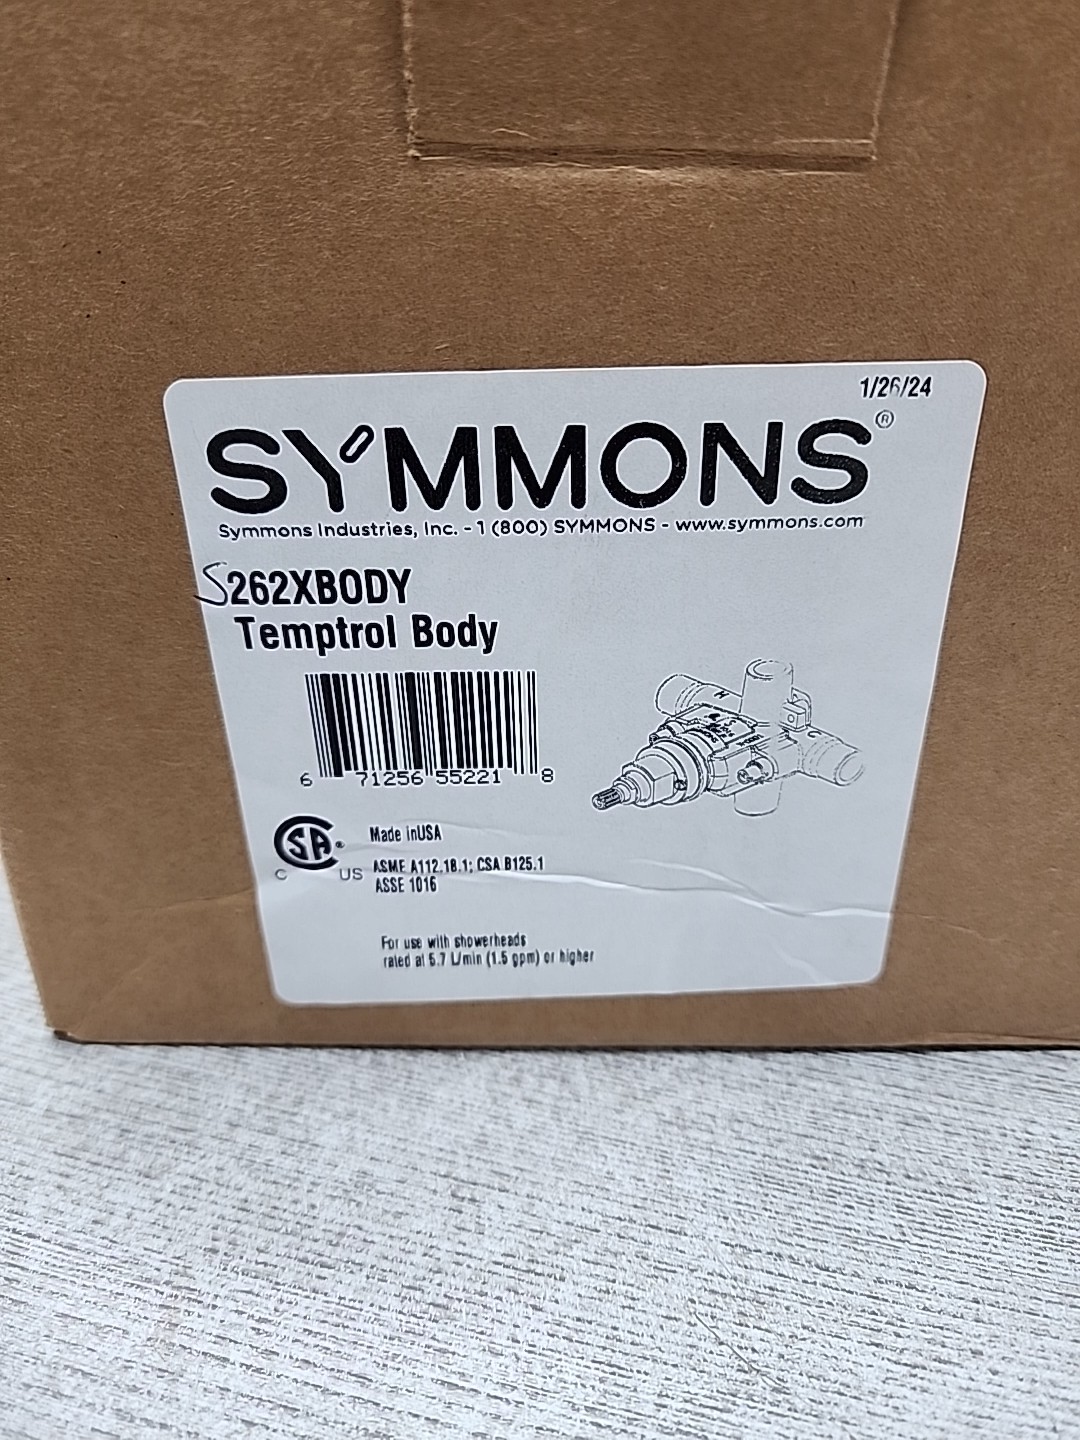 1/26/24
SYMMONS®
Symmons Industries, Inc. - 1 (800) SYMMONS - www.symmons.com
S262XBODY
Temptrol Body
6 71256 55221 8
H
C
CSA®
C US
Made inUSA
ASME A112.18.1; CSA B125.1
ASSE 1016
For use with showerheads
rated at 5.7 L/min (1.5 gpm) or higher